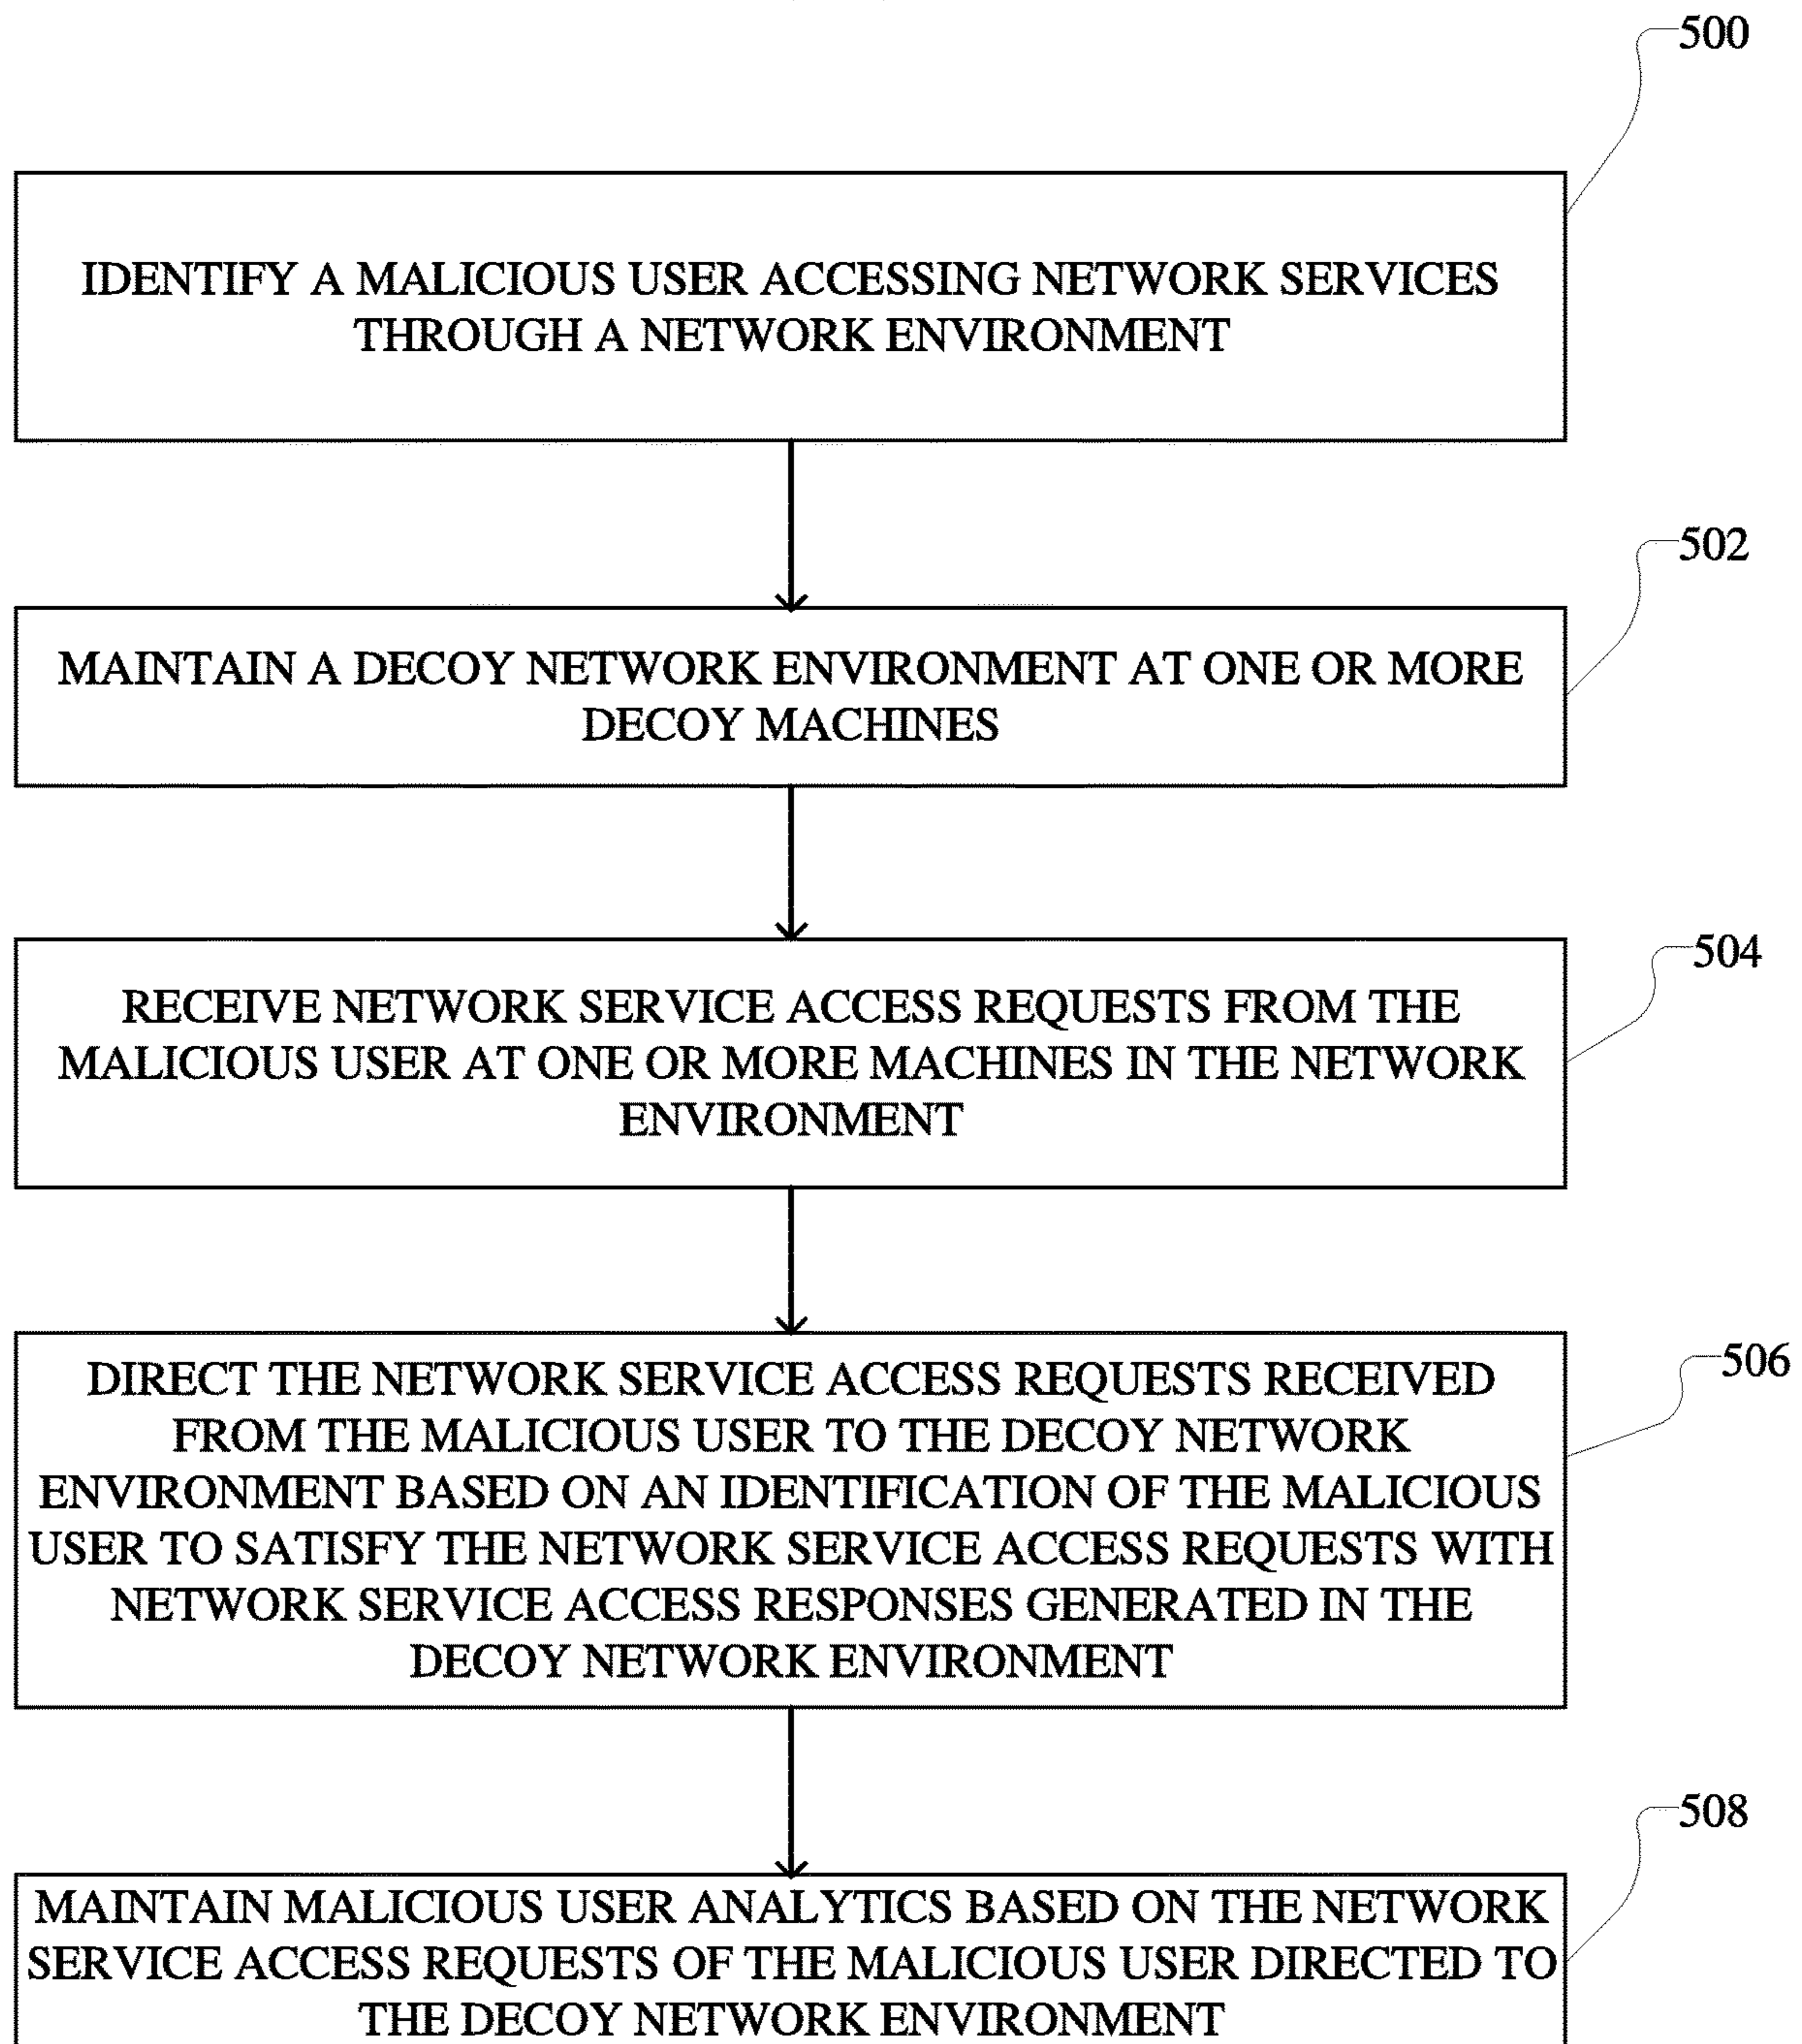 500
IDENTIFY A MALICIOUS USER ACCESSING NETWORK SERVICES
THROUGH A NETWORK ENVIRONMENT
502
MAINTAIN A DECOY NETWORK ENVIRONMENT AT ONE OR MORE
DECOY MACHINES
504
RECEIVE NETWORK SERVICE ACCESS REQUESTS FROM THE
MALICIOUS USER AT ONE OR MORE MACHINES IN THE NETWORK
ENVIRONMENT
506
DIRECT THE NETWORK SERVICE ACCESS REQUESTS RECEIVED
FROM THE MALICIOUS USER TO THE DECOY NETWORK
ENVIRONMENT BASED ON AN IDENTIFICATION OF THE MALICIOUS
USER TO SATISFY THE NETWORK SERVICE ACCESS REQUESTS WITH
NETWORK SERVICE ACCESS RESPONSES GENERATED IN THE
DECOY NETWORK ENVIRONMENT
508
MAINTAIN MALICIOUS USER ANALYTICS BASED ON THE NETWORK
SERVICE ACCESS REQUESTS OF THE MALICIOUS USER DIRECTED TO
THE DECOY NETWORK ENVIRONMENT